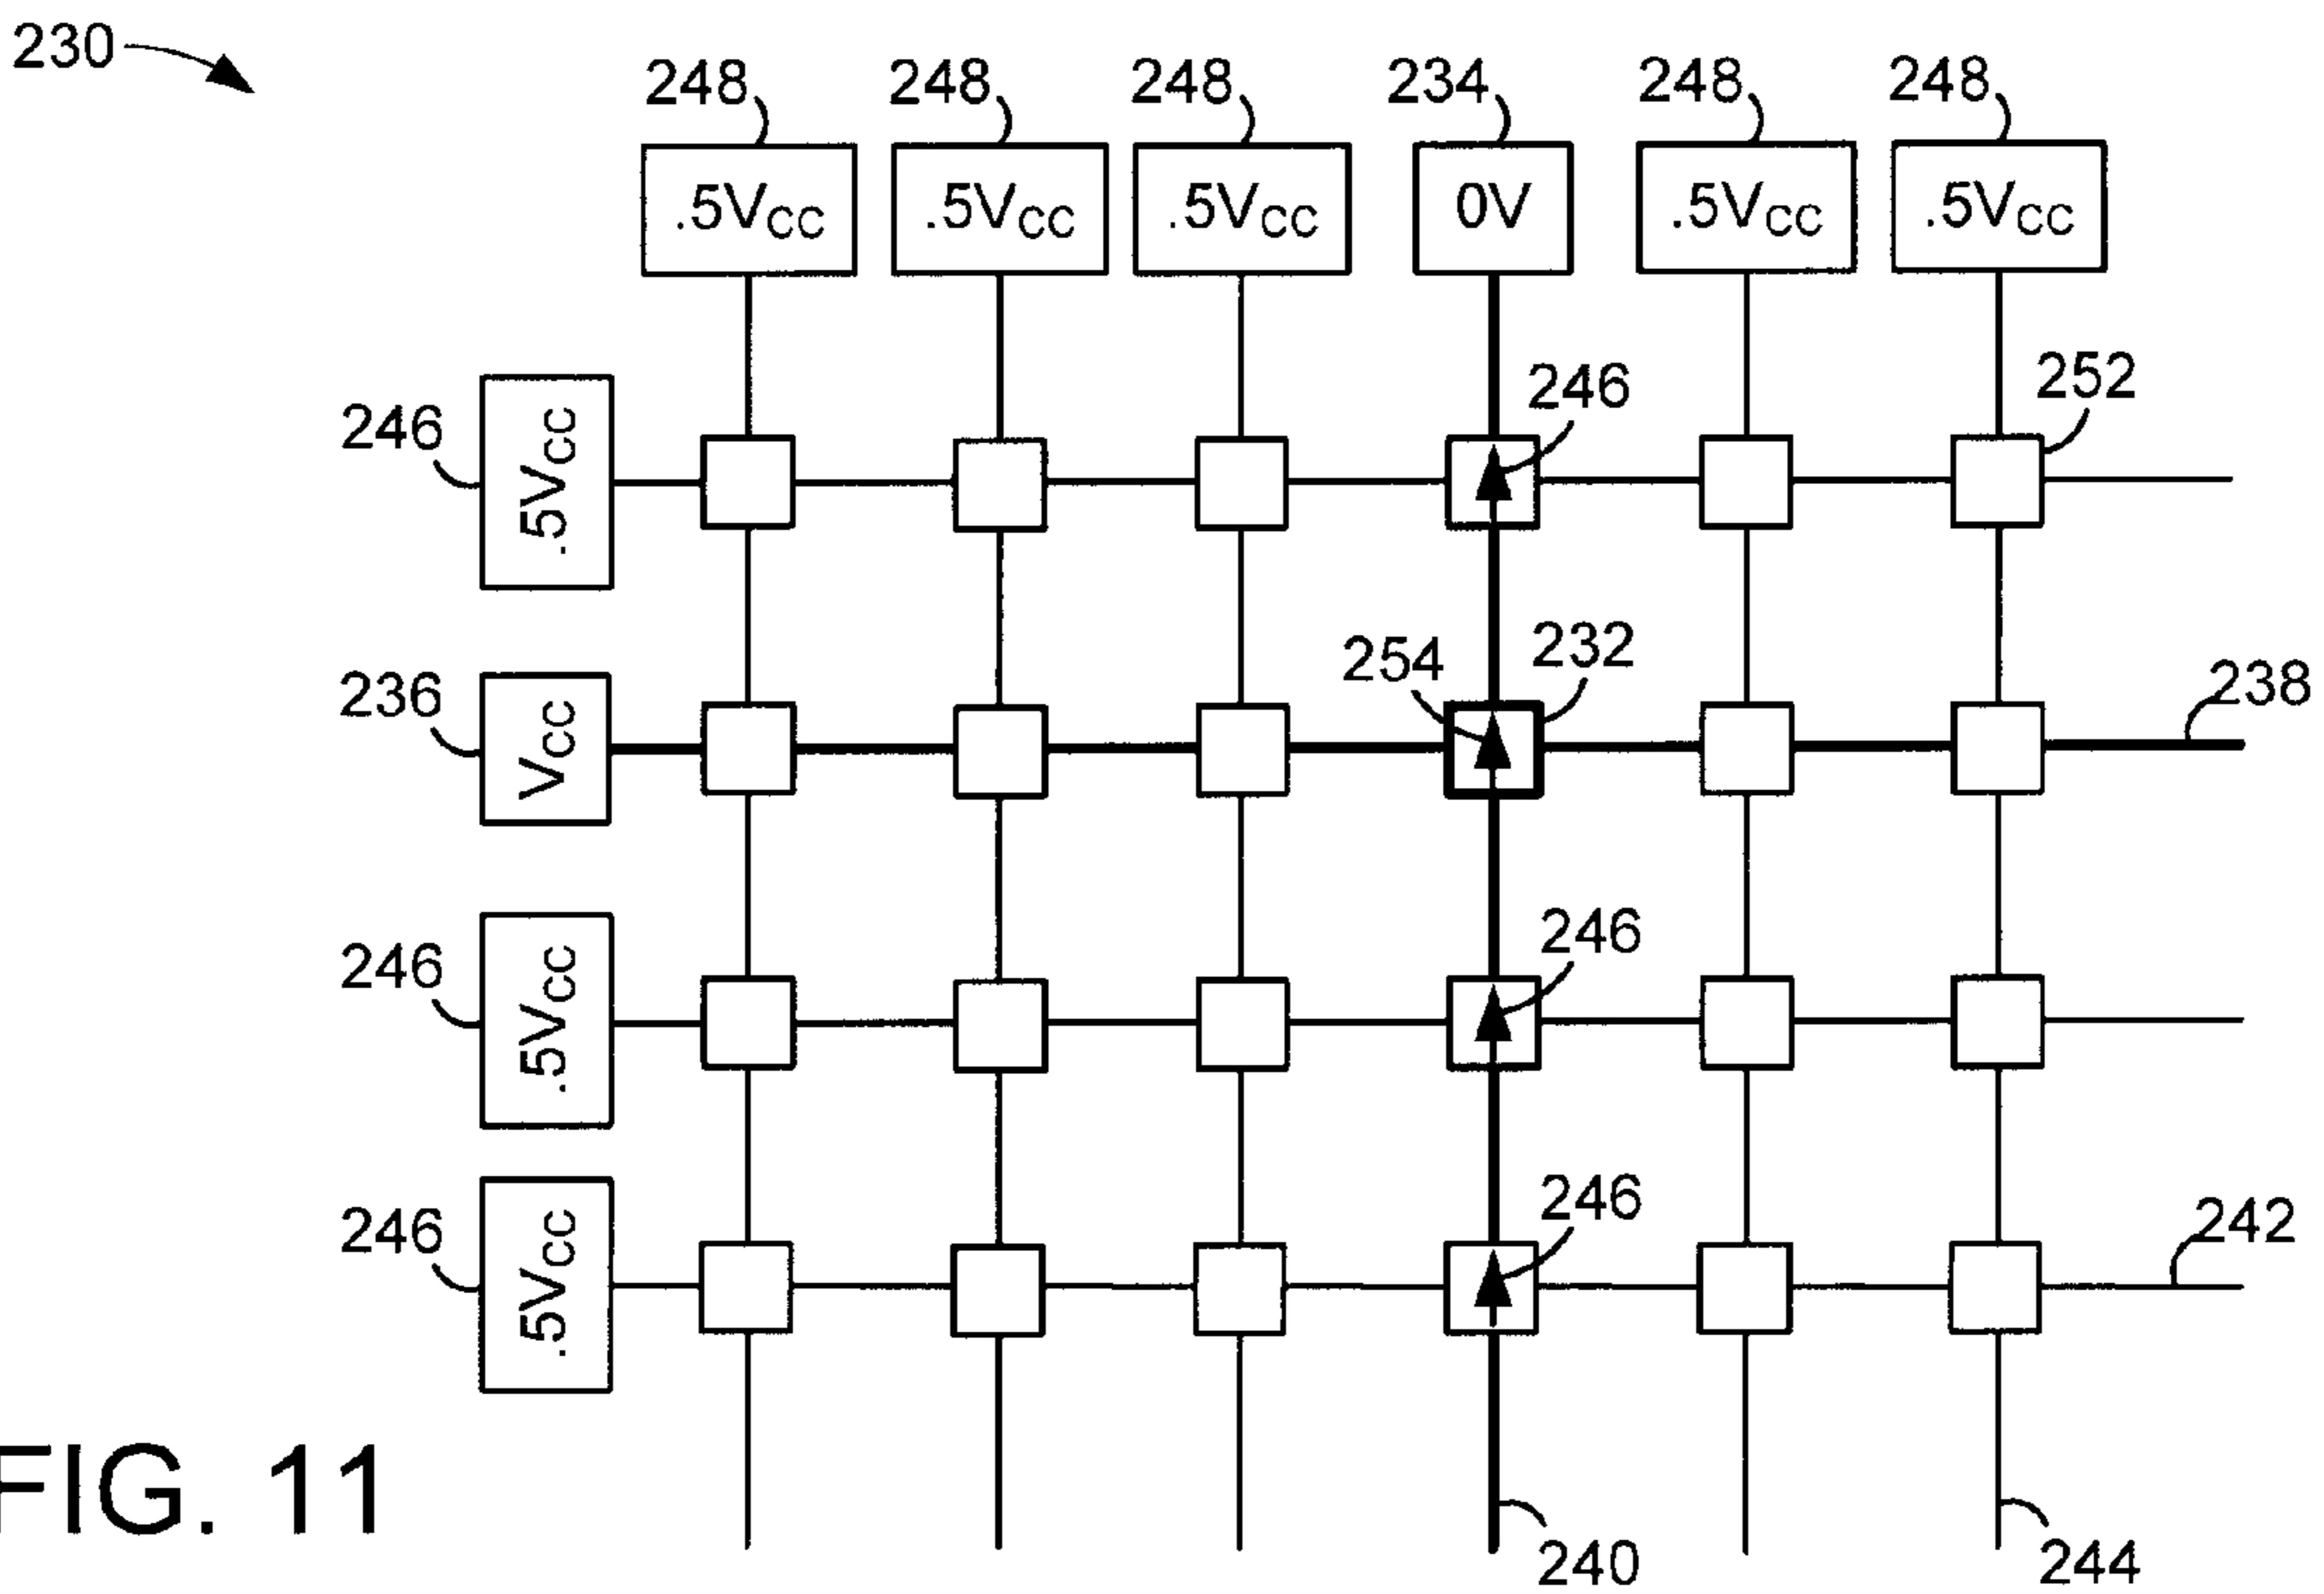 230
248 248 248 234 248 248
.5VCC .5VCC .5VCC 0V .5VCC .5VCC
246 252
246 .5VCC
254 232
236 VCC 238
246
246 .5VCC
246
246 .5VCC 242
FIG. 11
240 244